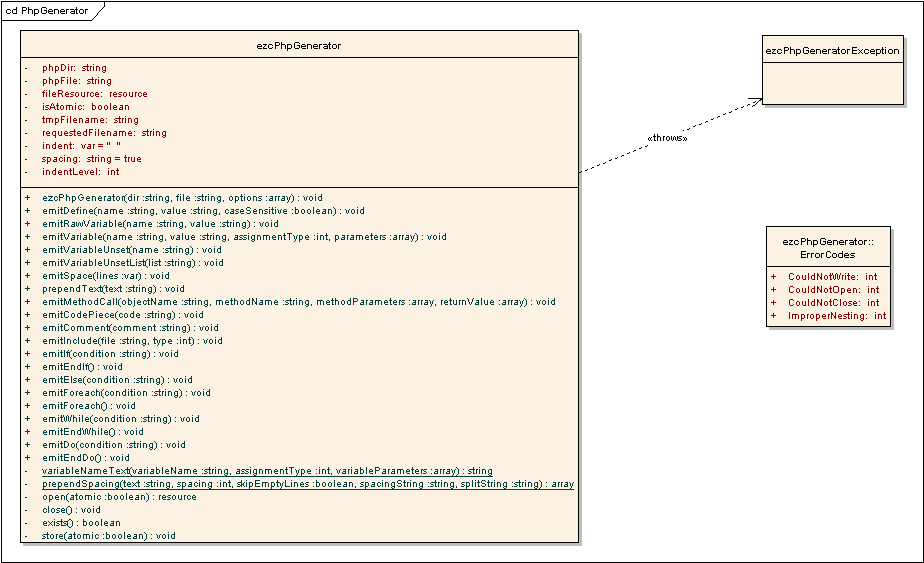 cd PhpGenerator
ezcPhpGenerator
- phpDir: string
- phpFile: string
- fileResource: resource
- isAtomic: boolean
- tmpFilename: string
- requestedFilename: string
- indent: var = " "
- spacing: string = true
- indentLevel: int
+ ezcPhpGenerator(dir :string, file :string, options :array) : void
+ emitDefine(name :string, value :string, caseSensitive :boolean) : void
+ emitRawVariable(name :string, value :string) : void
+ emitVariable(name :string, value :string, assignmentType :int, parameters :array) : void
+ emitVariableUnset(name :string) : void
+ emitVariableUnsetList(list :string) : void
+ emitSpace(lines :var) : void
+ prependText(text :string) : void
+ emitMethodCall(objectName :string, methodName :string, methodParameters :array, returnValue :array) : void
+ emitCodePiece(code :string) : void
+ emitComment(comment :string) : void
+ emitInclude(file :string, type :int) : void
+ emitIf(condition :string) : void
+ emitEndIf() : void
+ emitElse(condition :string) : void
+ emitForeach(condition :string) : void
+ emitForeach() : void
+ emitWhile(condition :string) : void
+ emitEndWhile() : void
+ emitDo(condition :string) : void
+ emitEndDo() : void
- variableNameText(variableName :string, assignmentType :int, variableParameters :array) : string
- prependSpacing(text :string, spacing :int, skipEmptyLines :boolean, spacingString :string, splitString :string) : array
- open(atomic :boolean) : resource
- close() : void
- exists() : boolean
- store(atomic :boolean) : void
«throws»
ezcPhpGeneratorException
ezcPhpGenerator::
ErrorCodes
+ CouldNotWrite: int
+ CouldNotOpen: int
+ CouldNotClose: int
+ ImproperNesting: int